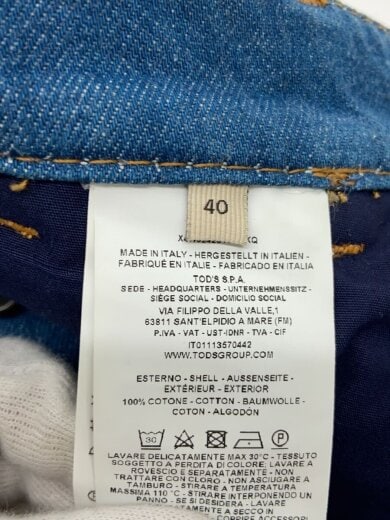 40
MADE IN ITALY - HERGESTELLT IN ITALIEN -
FABRIQUÉ EN ITALIE - FABRICADO EN ITALIA
TOD'S S.P.A.
SEDE - HEADQUARTERS - UNTERNEHMENSSITZ -
SIÈGE SOCIAL - DOMICILIO SOCIAL
VIA FILIPPO DELLA VALLE,1
63811 SANT'ELPIDIO A MARE (FM)
P.IVA - VAT - UST-IDNR - TVA - CIF
IT01113570442
WWW.TODSGROUP.COM
ESTERNO - SHELL - AUSSENSEITE -
EXTÉRIEUR - EXTERIOR
100% COTONE - COTTON - BAUMWOLLE -
COTON - ALGODÓN
30
LAVARE DELICATAMENTE MAX 30°C - TESSUTO
SOGGETTO A PERDITA DI COLORE, LAVARE A
ROVESCIO E SEPARATAMENTE - NON
TRATTARE CON CLORO - NON ASCIUGARE A
TAMBURO - STIRARE A TEMPERATURA
MASSIMA 110°C - STIRARE INTERPONENDO UN
PANNO - SE SI DESIDERA, LAVARE
A SECCO IN
ACCESSORI